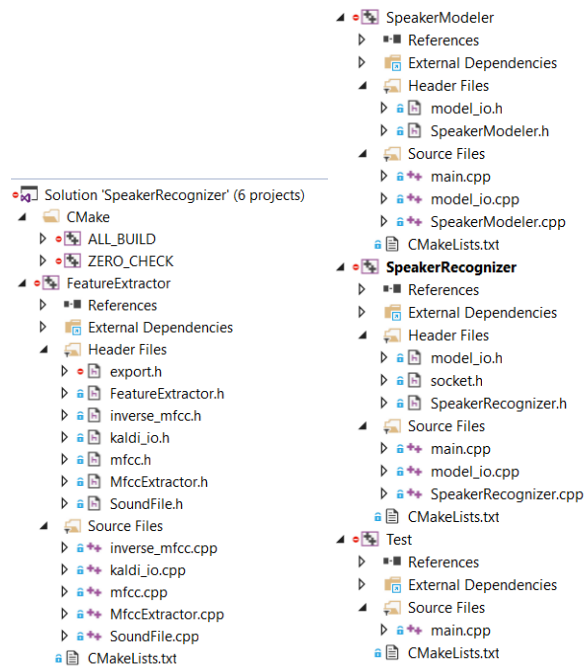 Solution 'SpeakerRecognizer' (6 projects)
CMake
ALL_BUILD
ZERO_CHECK
FeatureExtractor
References
External Dependencies
Header Files
export.h
FeatureExtractor.h
inverse_mfcc.h
kaldi_io.h
mfcc.h
MfccExtractor.h
SoundFile.h
Source Files
inverse_mfcc.cpp
kaldi_io.cpp
mfcc.cpp
MfccExtractor.cpp
SoundFile.cpp
CMakeLists.txt
SpeakerModeler
References
External Dependencies
Header Files
model_io.h
SpeakerModeler.h
Source Files
main.cpp
model_io.cpp
SpeakerModeler.cpp
CMakeLists.txt
SpeakerRecognizer
References
External Dependencies
Header Files
model_io.h
socket.h
SpeakerRecognizer.h
Source Files
main.cpp
model_io.cpp
SpeakerRecognizer.cpp
CMakeLists.txt
Test
References
External Dependencies
Source Files
main.cpp
CMakeLists.txt